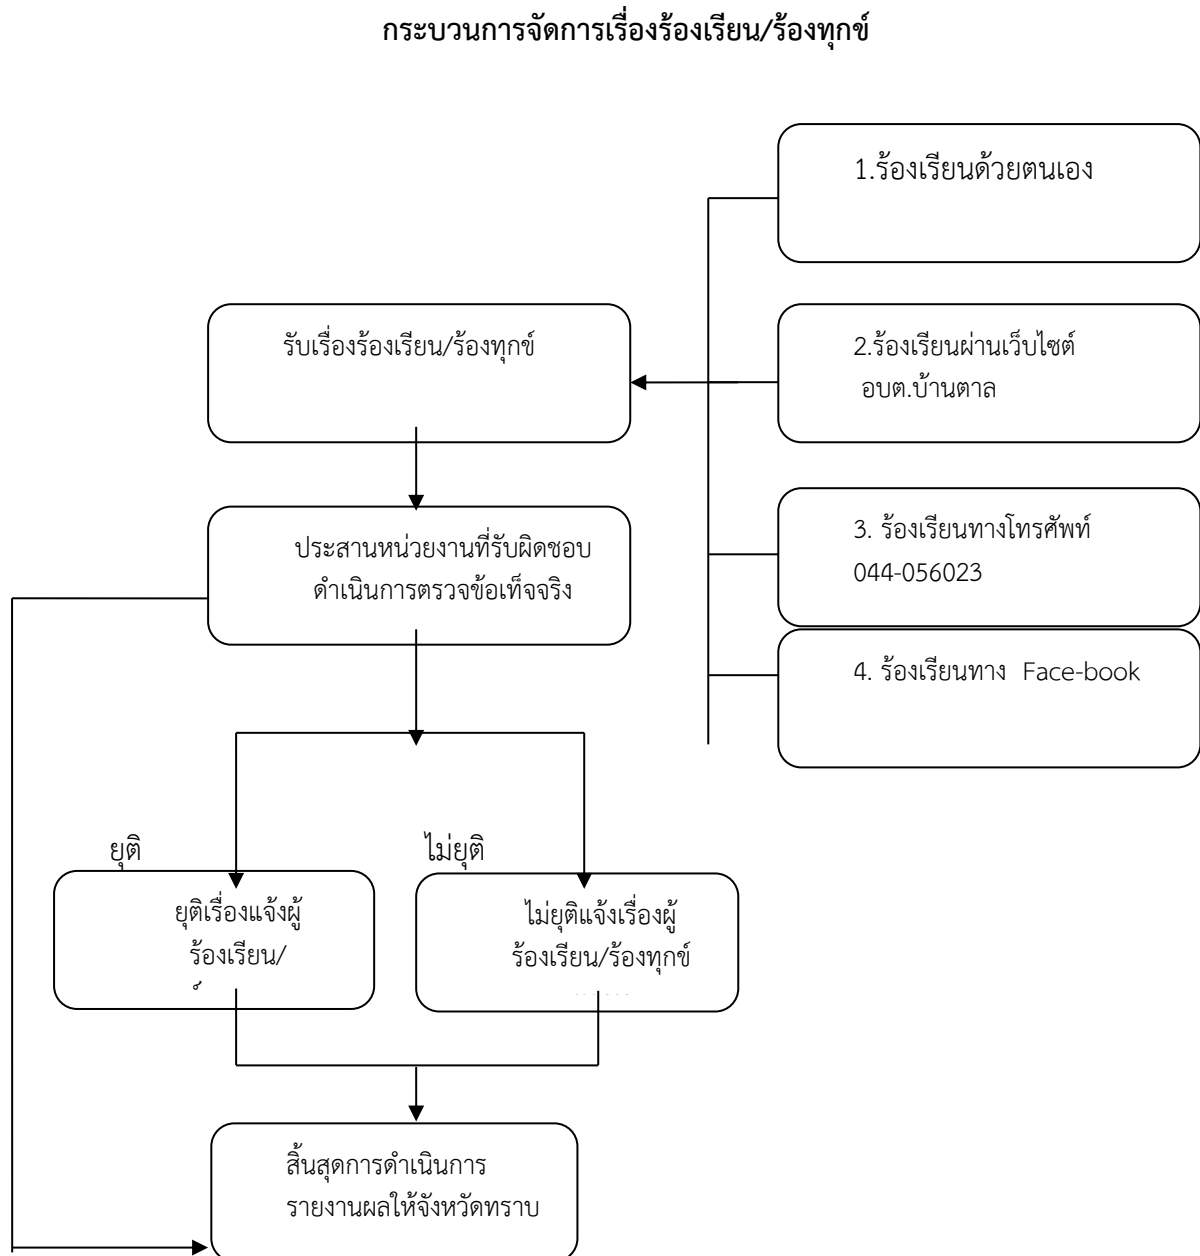 กระบวนการจัดการเรื่องร้องเรียน/ร้องทุกข์
1.ร้องเรียนด้วยตนเอง
รับเรื่องร้องเรียน/ร้องทุกข์
2.ร้องเรียนผ่านเว็บไซต์
อบต.บ้านตาล
3. ร้องเรียนทางโทรศัพท์
044-056023
4. ร้องเรียนทาง Face-book
ประสานหน่วยงานที่รับผิดชอบ
ดำเนินการตรวจข้อเท็จจริง
ยุติ
ไม่ยุติ
ยุติเรื่องแจ้งผู้
ร้องเรียน/
ไม่ยุติแจ้งเรื่องผู้
ร้องเรียน/ร้องทุกข์
สิ้นสุดการดำเนินการ
รายงานผลให้จังหวัดทราบ